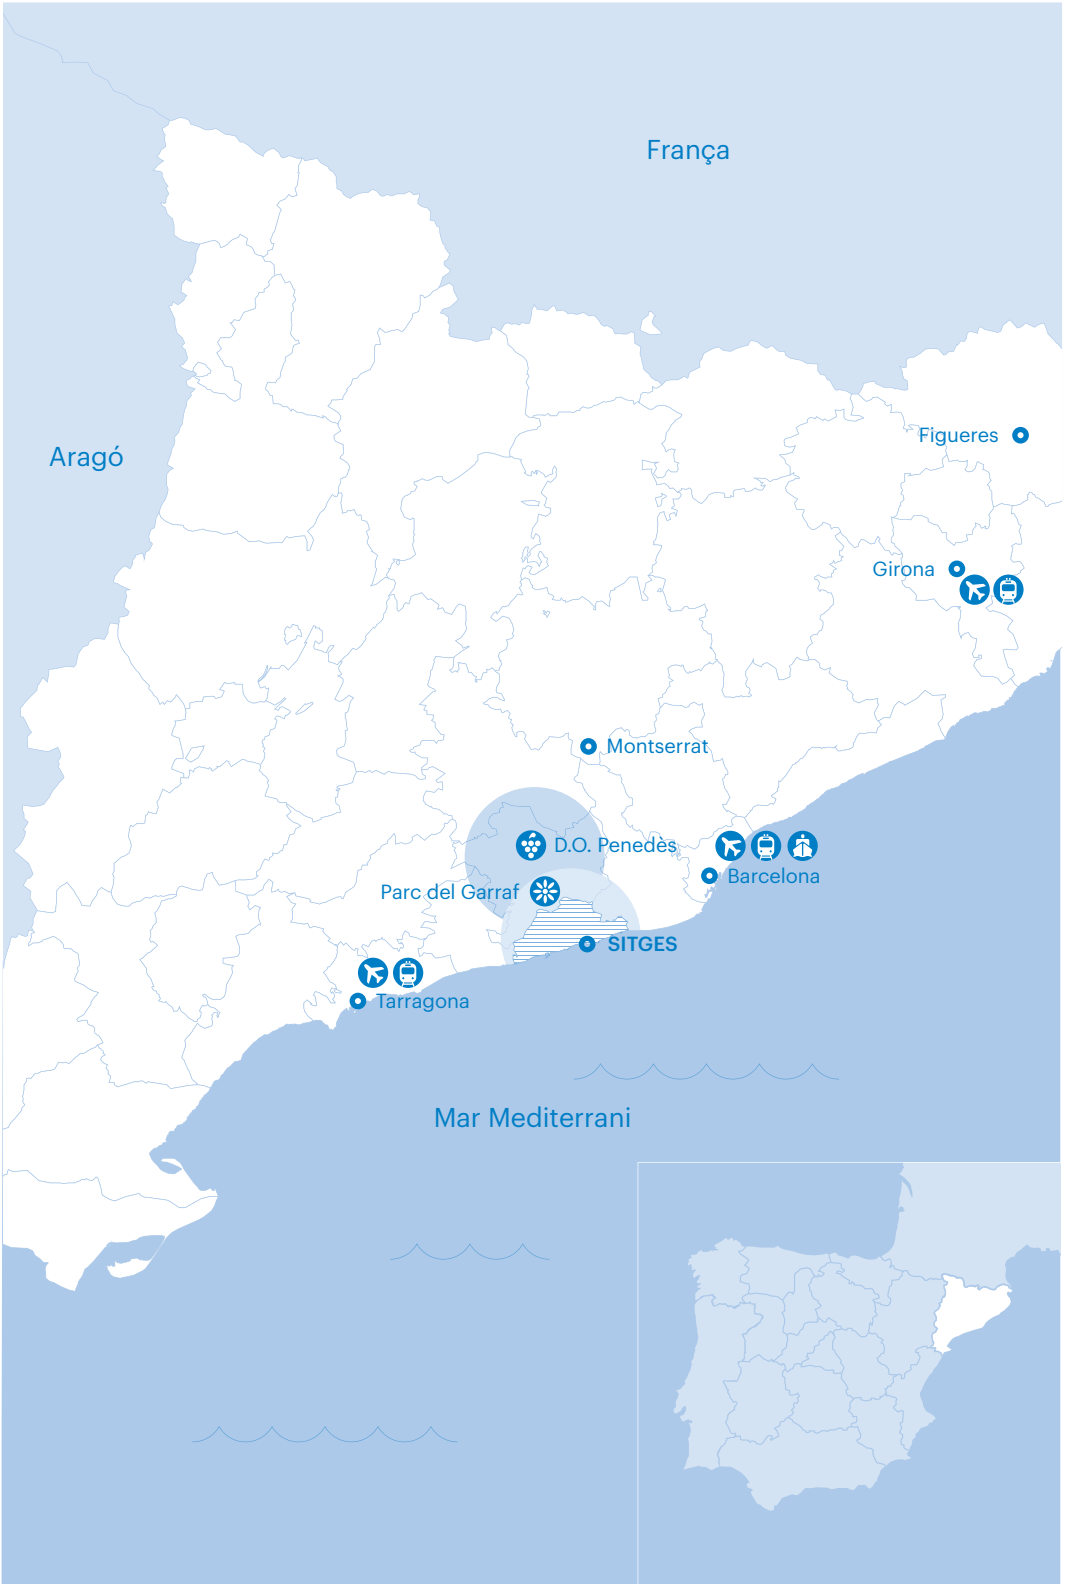 França
Aragó
Figueres
Girona
Montserrat
D.O. Penedès
Barcelona
Parc del Garraf
SITGES
Tarragona
Mar Mediterrani